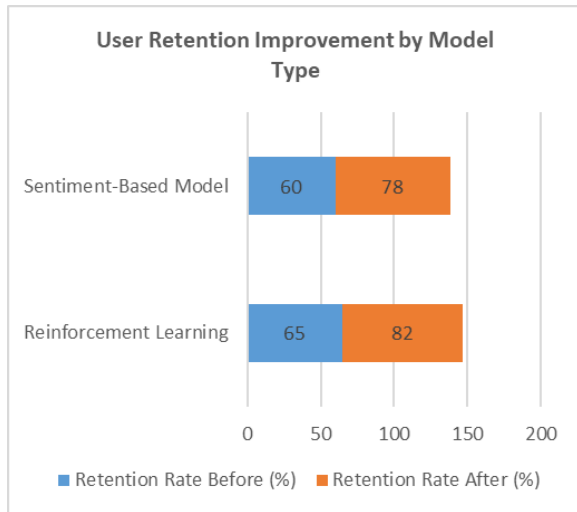 User Retention Improvement by Model
Type
Sentiment-Based Model
60
78
Reinforcement Learning
65
82
0 50 100 150 200
Retention Rate Before (%) Retention Rate After (%)